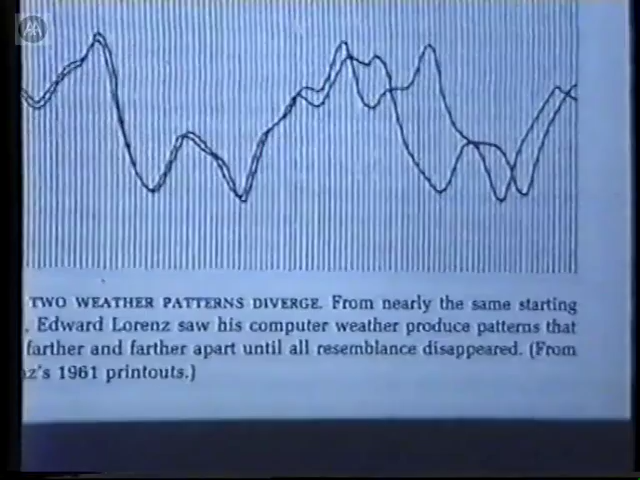 AA
TWO WEATHER PATTERNS DIVERGE. From nearly the same starting
. Edward Lorenz saw his computer weather produce patterns that
farther and farther apart until all resemblance disappeared. (From
z's 1961 printouts.)